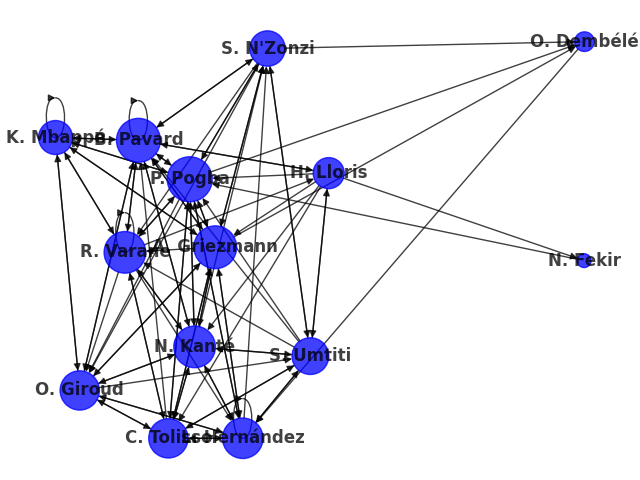 O. Dembélé
S. N'Zonzi
K. Mbappé
B. Pavard
H. Lloris
P. Pogba
Griezmann
R. Varane
N. Fekir
N. Kanté
S. Umtiti
O. Giroud
C. Tolisso
Hernández